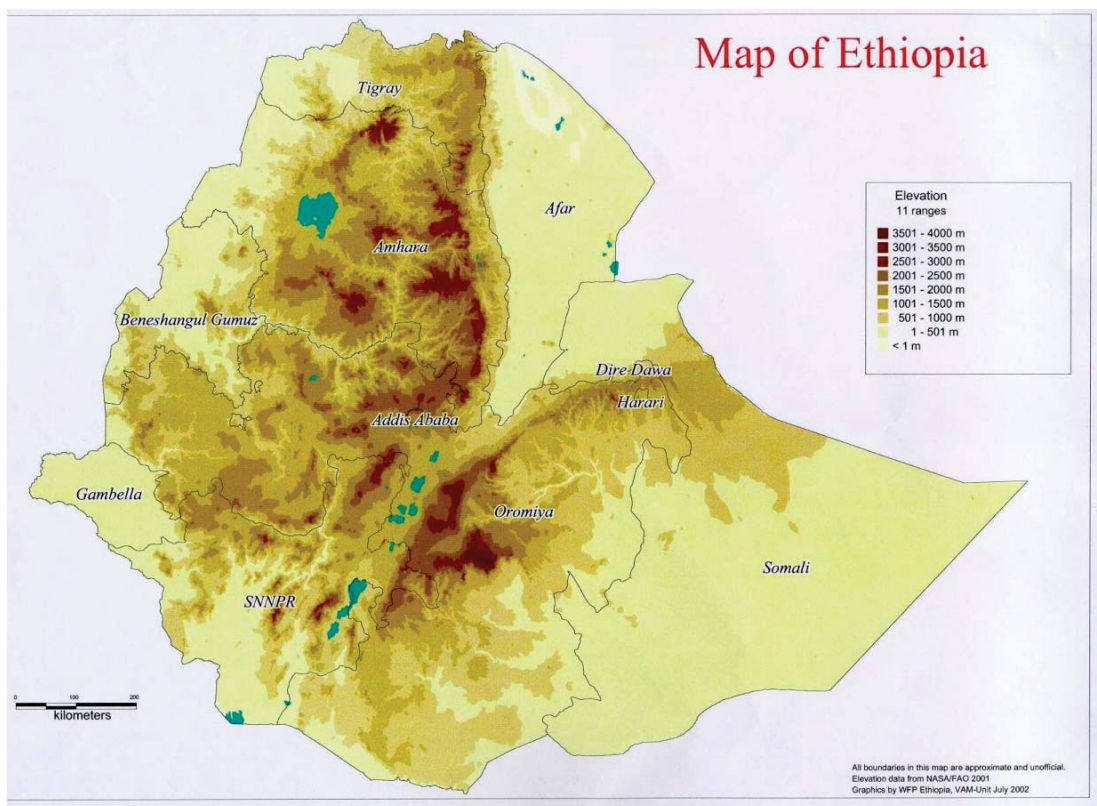 Map of Ethiopia
Tigray
Afar
Amhara
Beneshangul Gumuz
Dire Dawa
Harari
Addis Ababa
Gambella
Oromiya
Somali
SNNPR
Elevation
11 ranges
3501 - 4000 m
3001 - 3500 m
2501 - 3000 m
2001 - 2500 m
1501 - 2000 m
1001 - 1500 m
501 - 1000 m
1 - 501 m
< 1 m
0 100 200
kilometers
All boundaries in this map are approximate and unofficial.
Elevation data from NASA/FAO 2001
Graphics by WFP Ethiopia, VAM-Unit July 2002